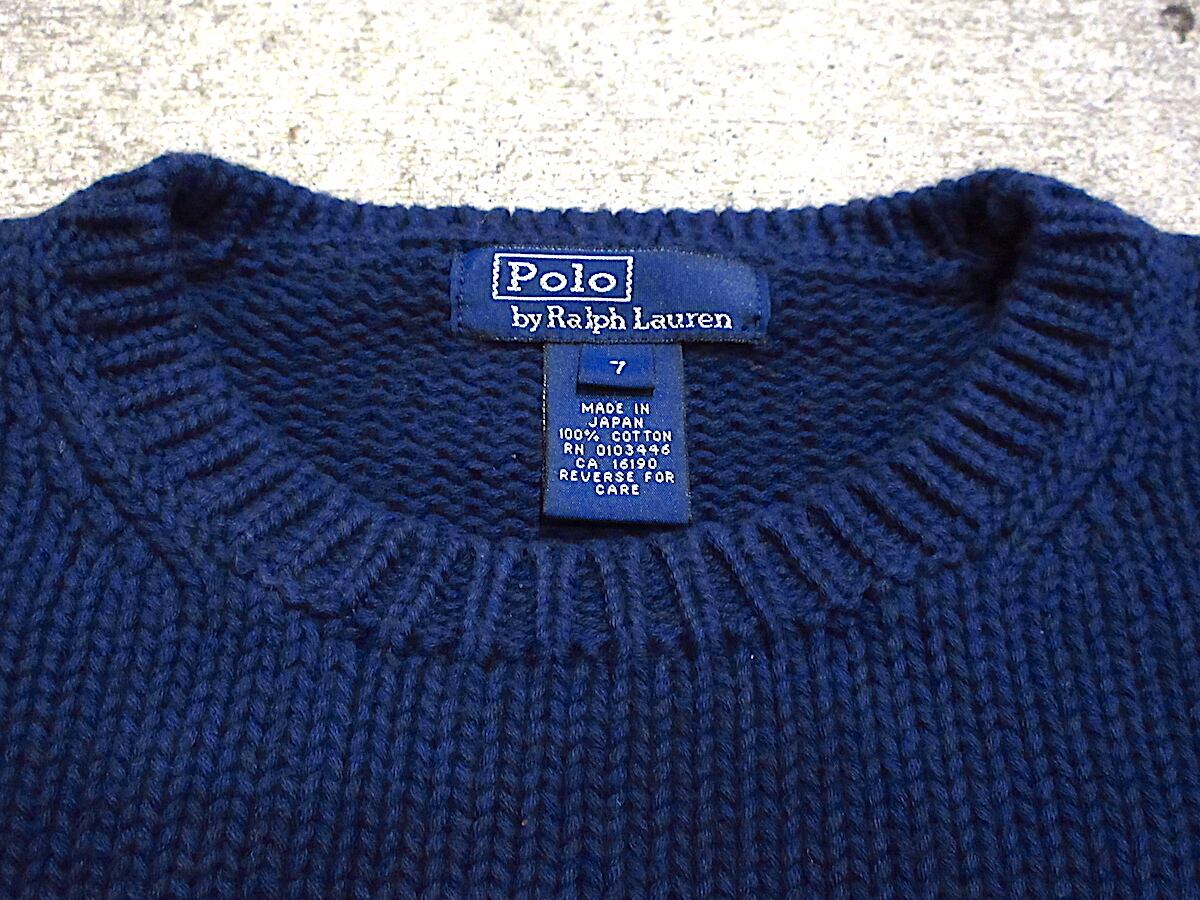 Polo
by Ralph Lauren
7
MADE IN
JAPAN
100% COTTON
RN 0103446
CA 16190
REVERSE FOR
CARE